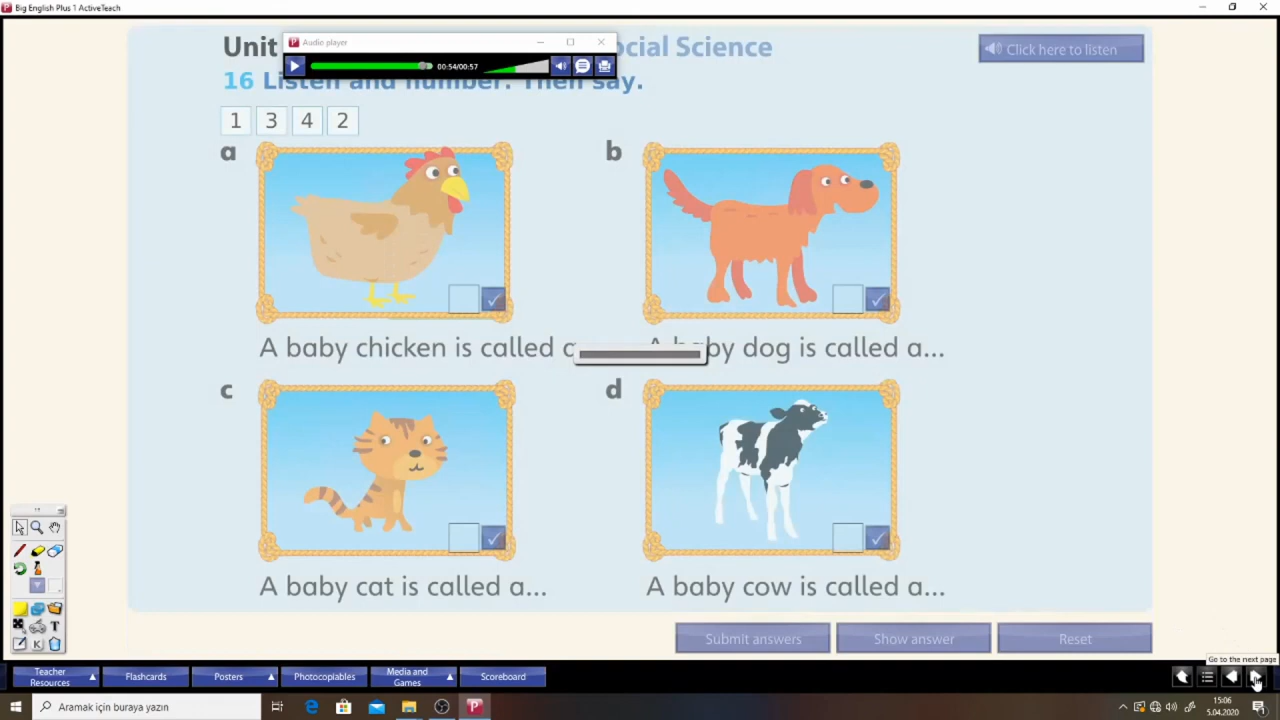 Big English Plus 1 ActiveTeach
Unit
Audio player
ocial Science
Click here to listen
00:54/00:57
16 Listen and number. Then say.
1 3 4 2
a
b
A baby chicken is called a
A baby dog is called a...
c
d
A baby cat is called a...
A baby cow is called a...
Submit answers
Show answer
Reset
Go to the next page
Teacher Resources
Flashcards
Posters
Photocopiables
Media and Games
Scoreboard
Aramak için buraya yazın
15:06
5.04.2020